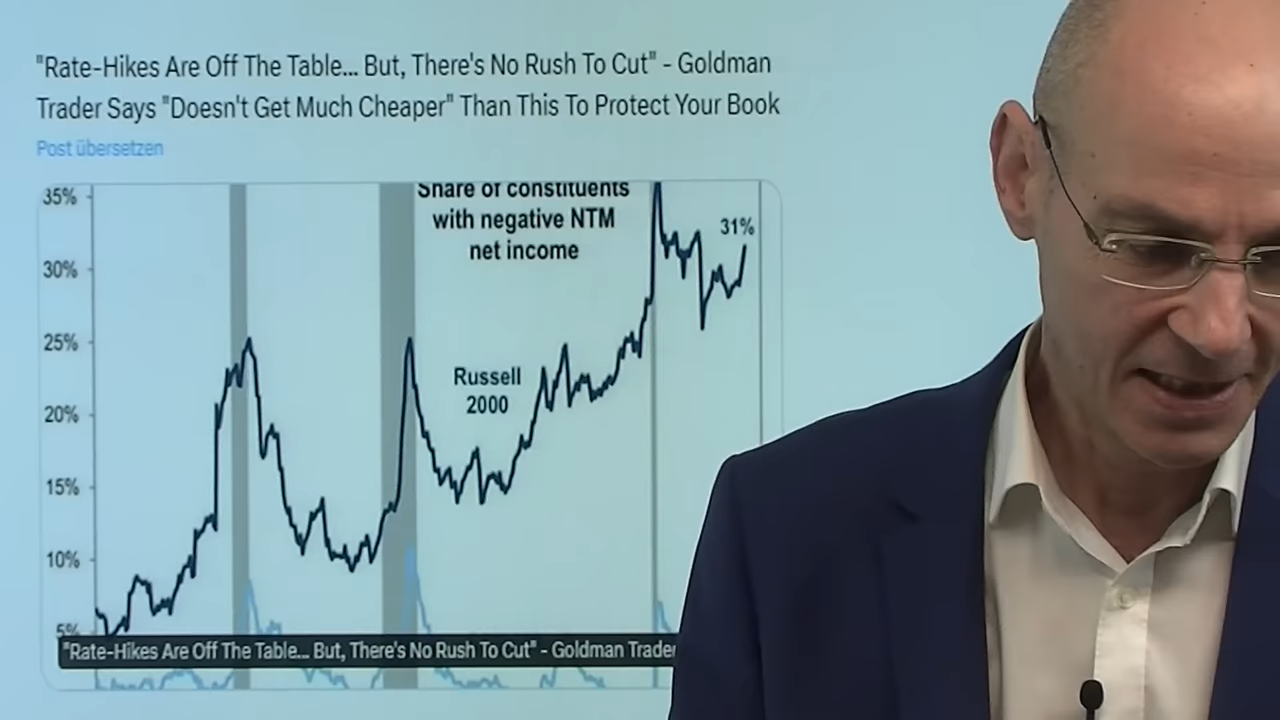 "Rate-Hikes Are Off The Table... But, There's No Rush To Cut" - Goldman
Trader Says "Doesn't Get Much Cheaper" Than This To Protect Your Book
Post übersetzen
35%
Share of constituents
with negative NTM
net income
31%
30%
25%
Russell
2000
20%
15%
10%
5%
"Rate-Hikes Are Off The Table... But, There's No Rush To Cut" - Goldman Trader